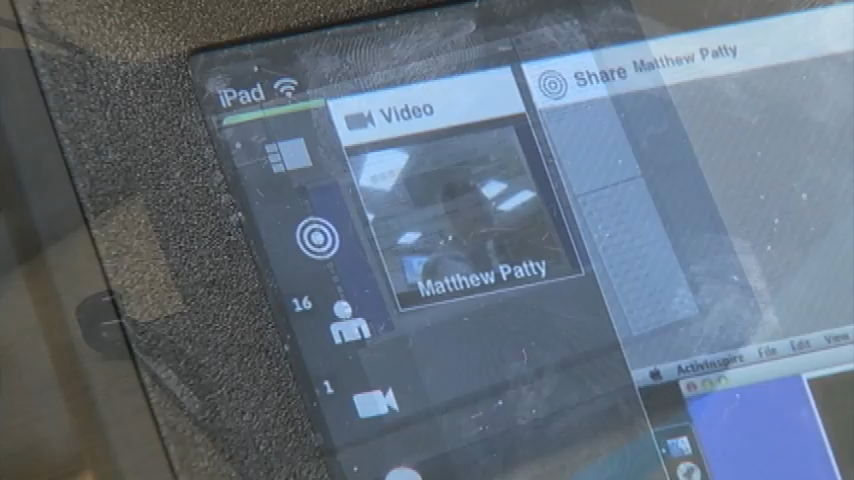 iPad
Video
Share Matthew Patty
Matthew Patty
16
1
ActivInspire File Edit View